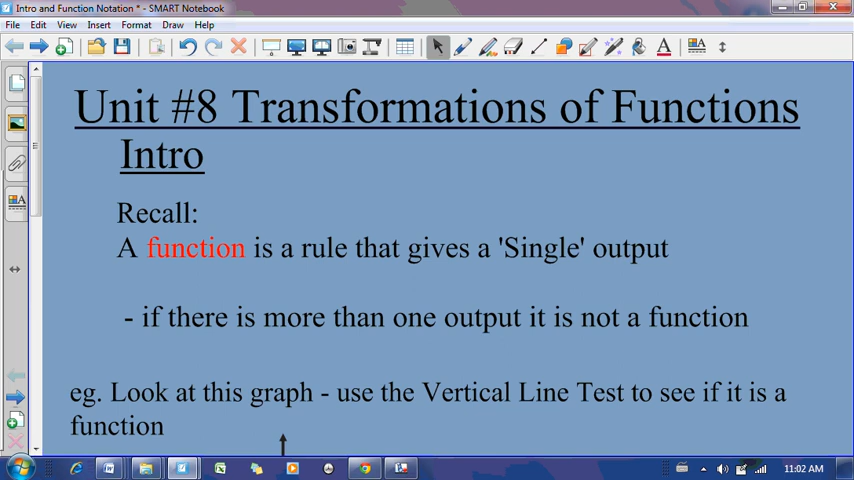 Intro and Function Notation * - SMART Notebook
File Edit View Insert Format Draw Help
Unit #8 Transformations of Functions
Intro
Recall:
A function is a rule that gives a 'Single' output
- if there is more than one output it is not a function
eg. Look at this graph - use the Vertical Line Test to see if it is a
function
11:02 AM